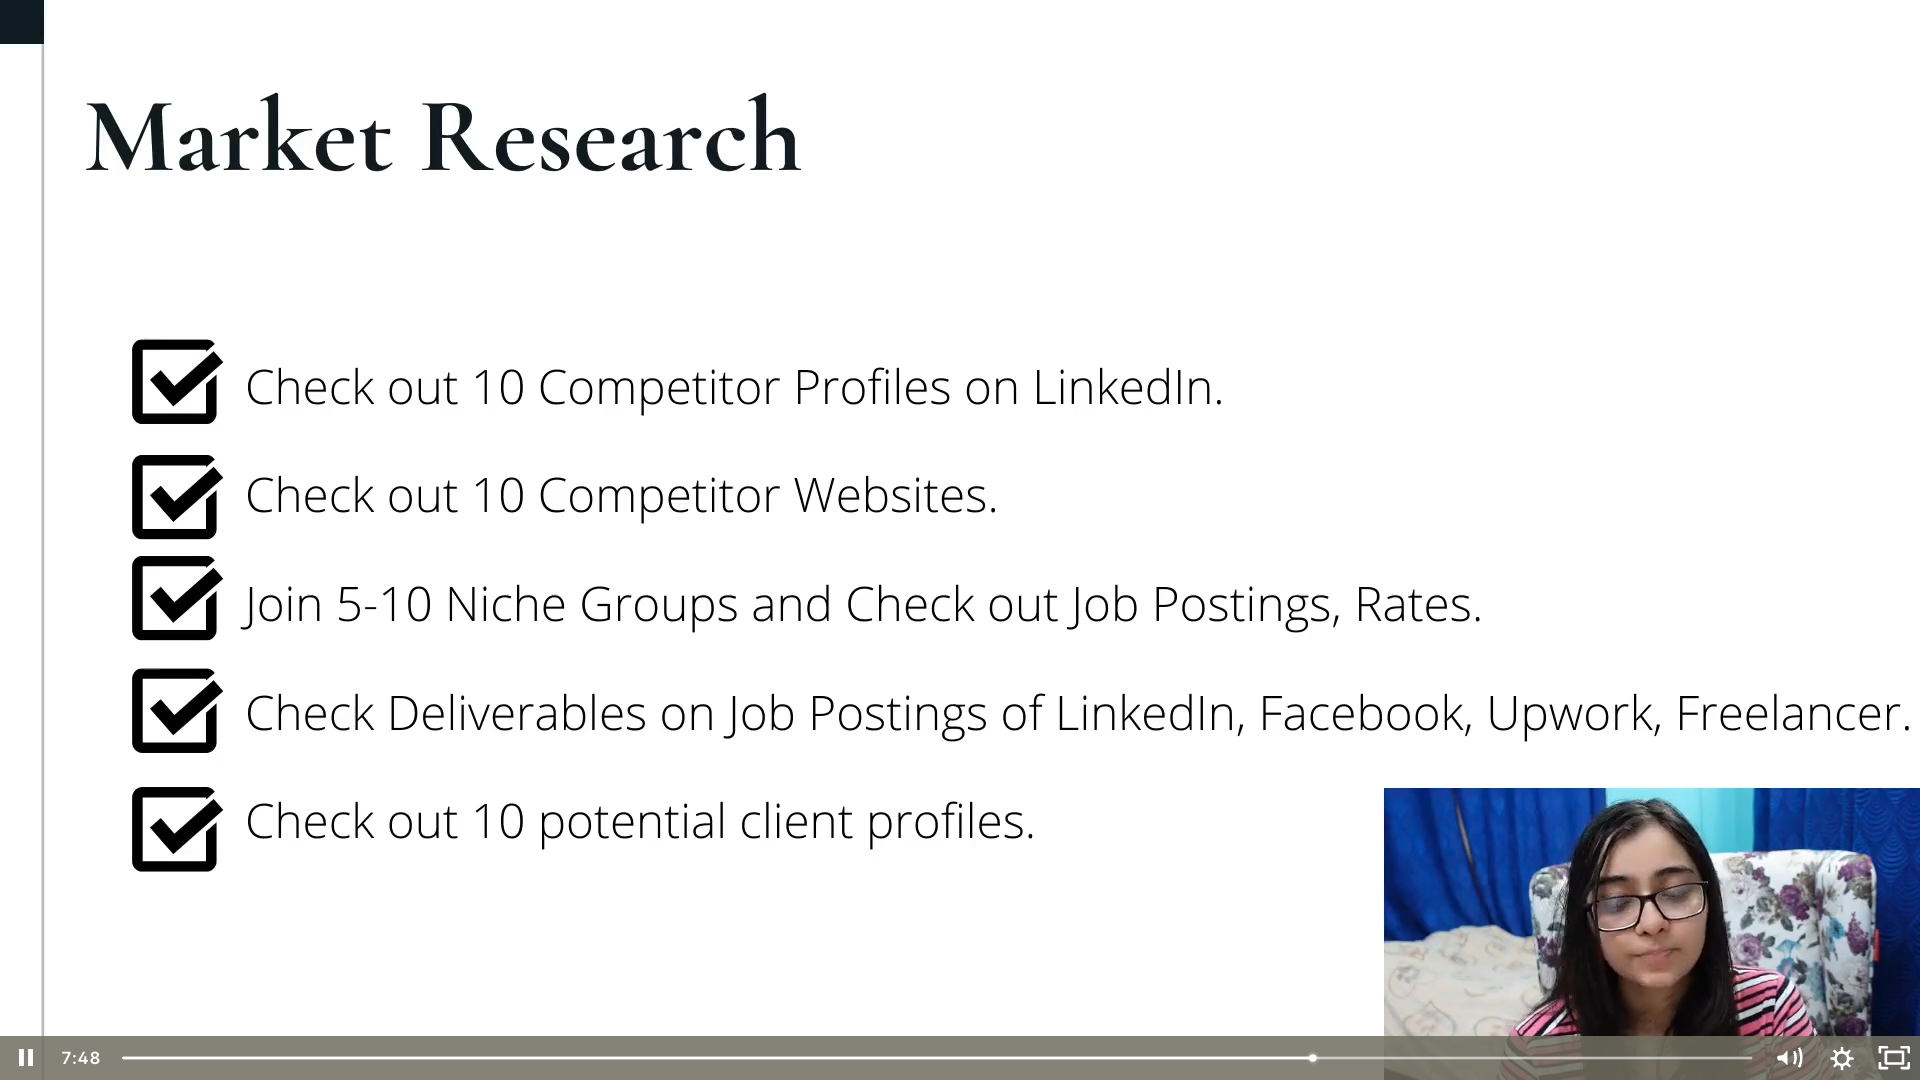 Market Research
Check out 10 Competitor Profiles on LinkedIn.
Check out 10 Competitor Websites.
Join 5-10 Niche Groups and Check out Job Postings, Rates.
Check Deliverables on Job Postings of LinkedIn, Facebook, Upwork, Freelancer.
Check out 10 potential client profiles.
7:48